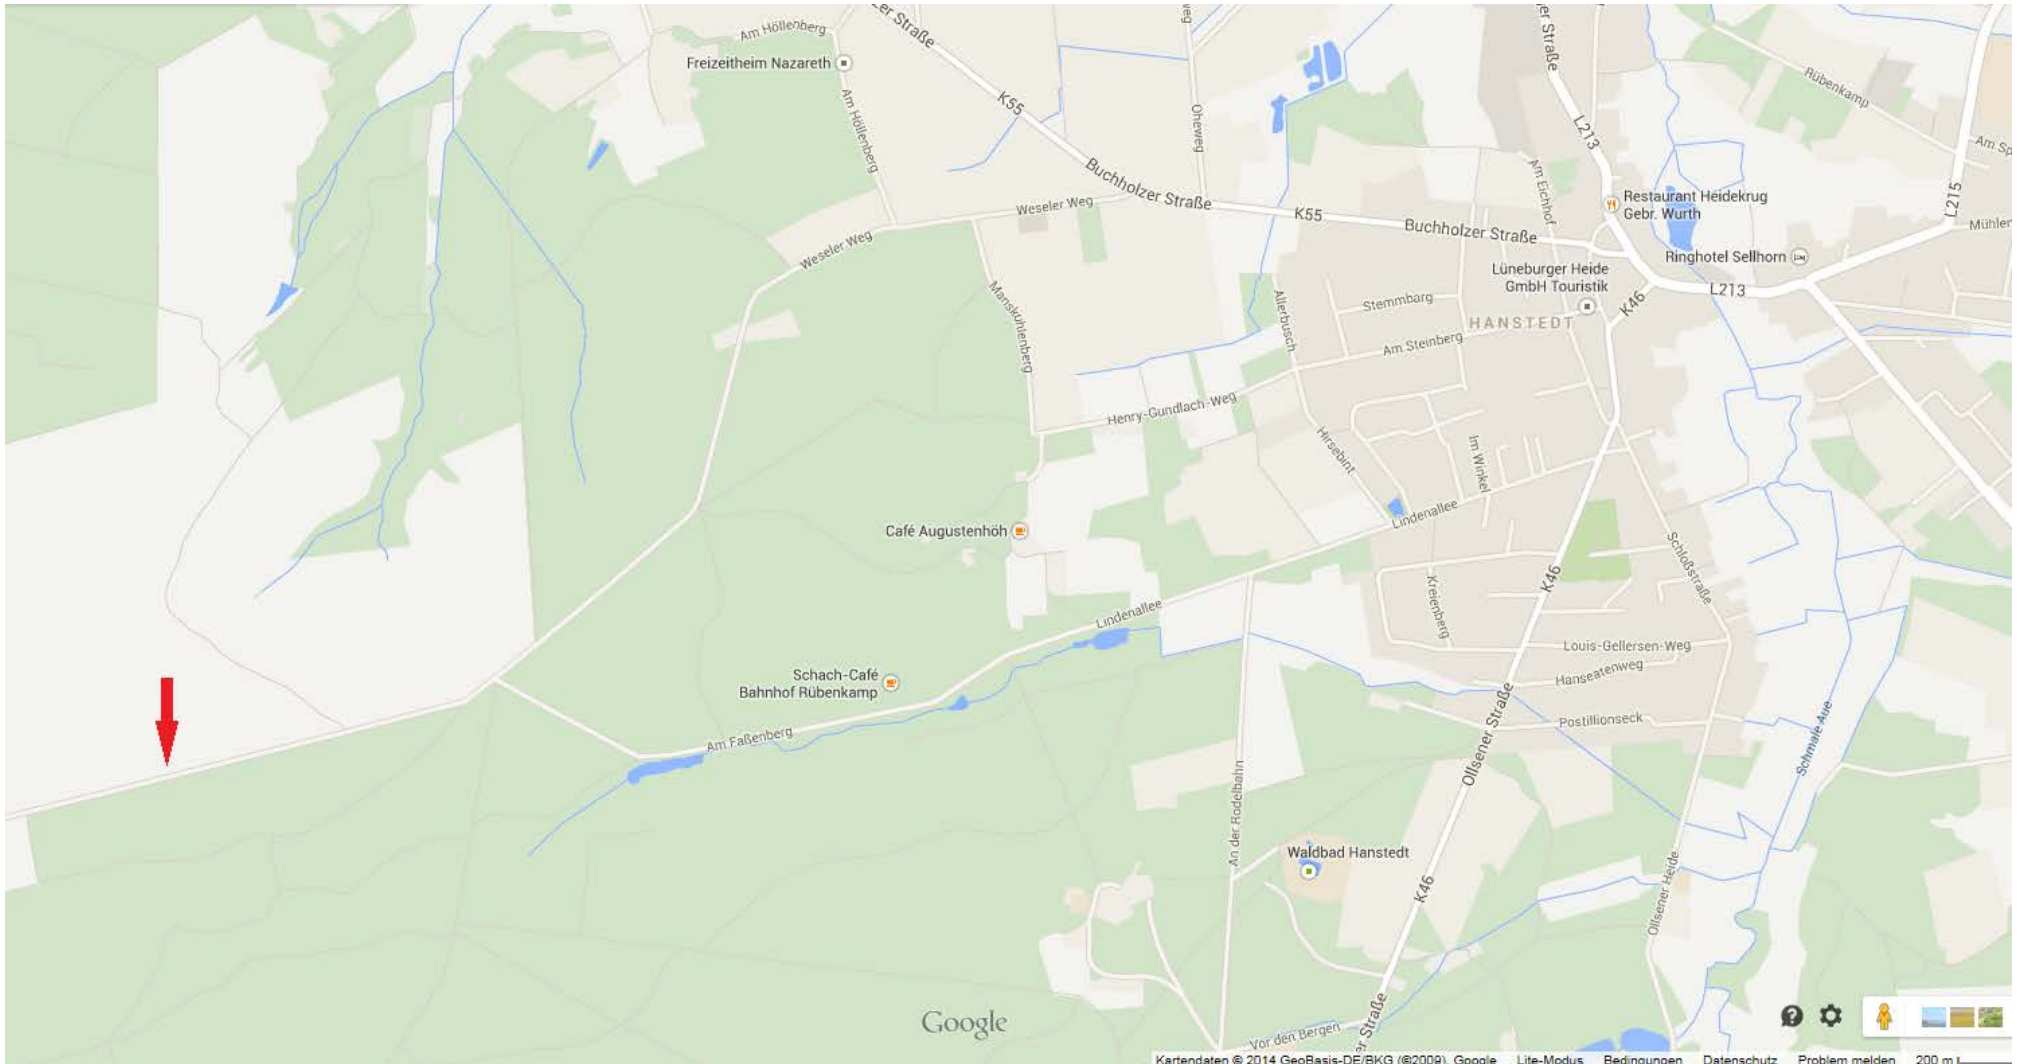 er Straße
weg
er Straße
Am Höllenberg
Freizeitheim Nazareth
Am Höllenberg
K55
Oheweg
Rübenkamp
L213
Am Sp
Buchholzer Straße
Weseler Weg
Am Eichhof
Restaurant Heidekrug
Gebr. Wurth
L215
K55
Buchholzer Straße
Mühlen
Weseler Weg
Ringhotel Sellhorn
Lüneburger Heide
GmbH Touristik
L213
K46
Manskuhlenberg
Allerbusch
Stemmbarg
HANSTEDT
Am Steinberg
Henry-Gundlach-Weg
Hirsebint
Im Winkel
Lindenallee
Café Augustenhöh
Schloßstraße
K46
Kreienberg
Lindenallee
Louis-Gellersen-Weg
Hanseatenweg
Schach-Café
Bahnhof Rübenkamp
Postillionseck
Am Faßenberg
Ollsener Straße
Schmale Aue
An der Rodelbahn
Waldbad Hanstedt
K46
Ollsener Heide
Google
Vor den Bergen
er Straße
Kartendaten © 2014 GeoBasis-DE/BKG (©2009), Google Lite-Modus Bedingungen Datenschutz Problem melden 200 m